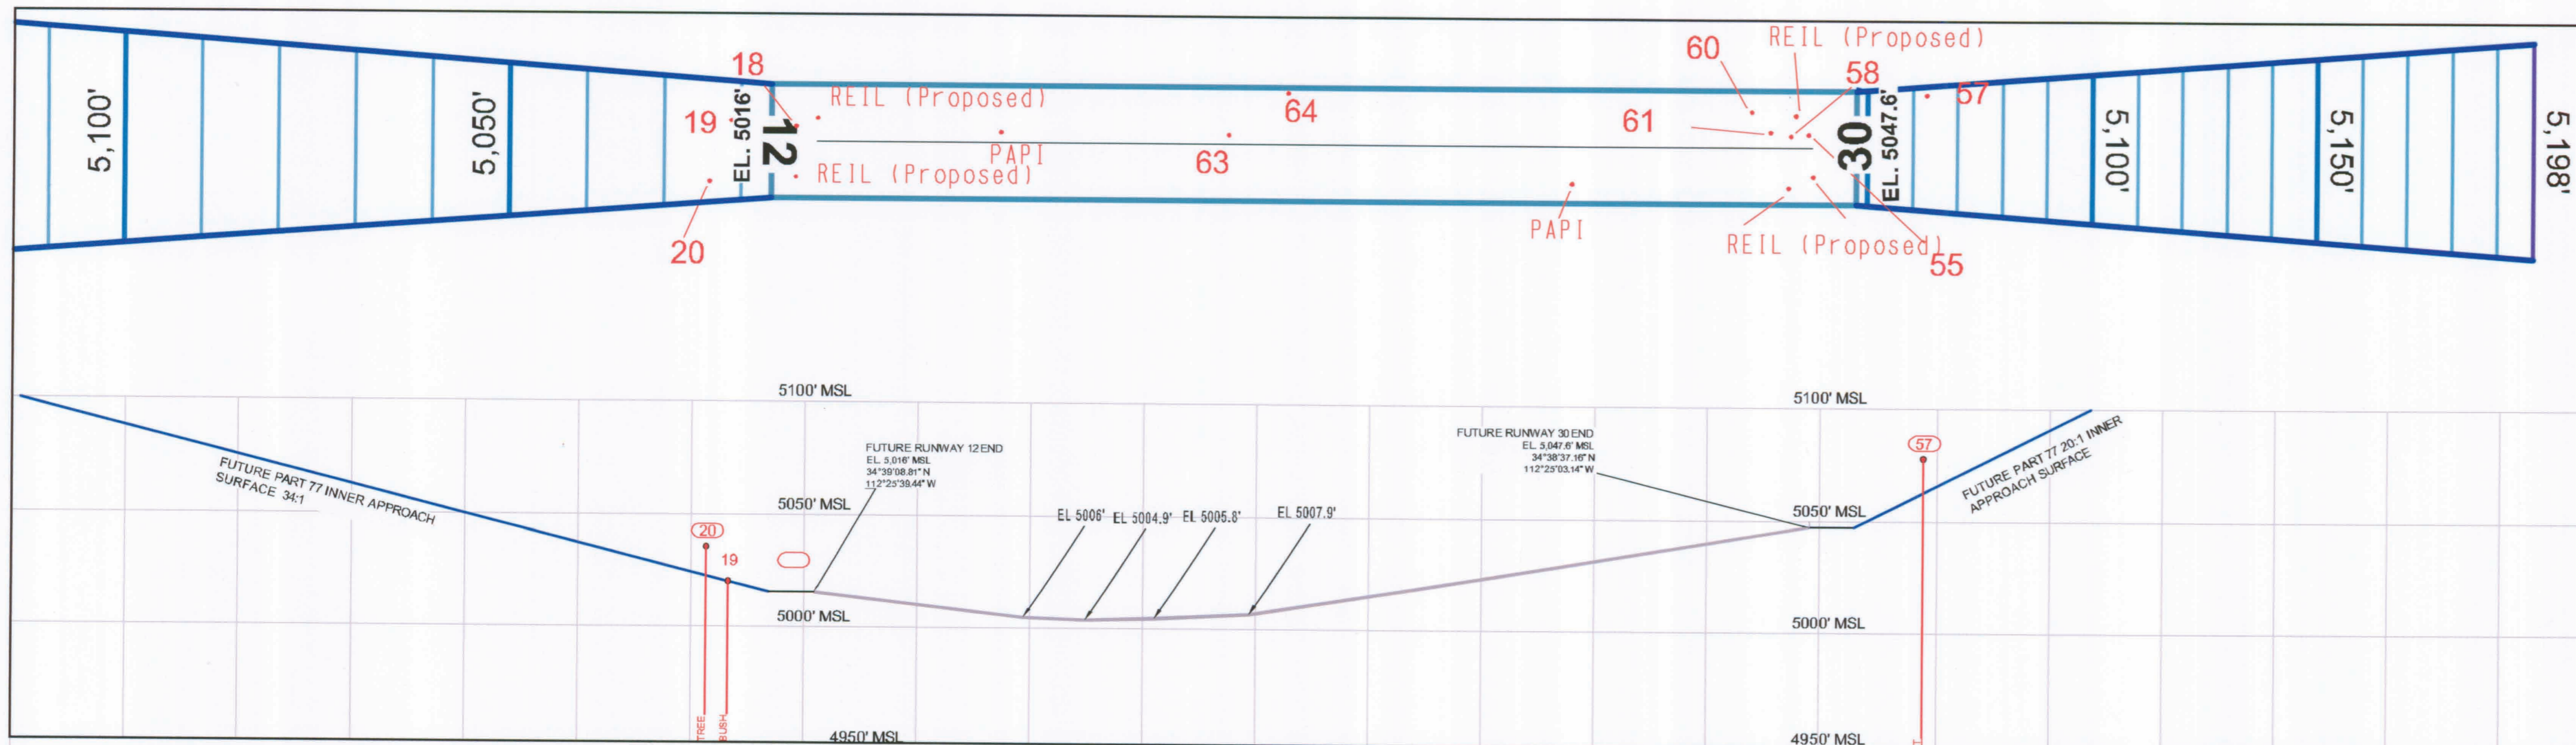 5,100'
5,050'
18
19
20
EL. 5016'
12
REIL (Proposed)
REIL (Proposed)
PAPI
63
64
PAPI
61
60
REIL (Proposed)
58
30
EL. 5047.6'
57
REIL (Proposed)
55
5,100'
5,150'
5,198'
5100' MSL
5100' MSL
FUTURE PART 77 INNER APPROACH
SURFACE 34:1
FUTURE RUNWAY 12 END
EL. 5,016' MSL
34°39'08.81" N
112°25'39.44" W
FUTURE RUNWAY 30 END
EL. 5,047.6' MSL
34°38'37.16" N
112°25'03.14" W
57
FUTURE PART 77 20:1 INNER
APPROACH SURFACE
5050' MSL
5050' MSL
20
19
EL 5006'
EL 5004.9'
EL 5005.8'
EL 5007.9'
5000' MSL
5000' MSL
TREE
BUSH
4950' MSL
4950' MSL